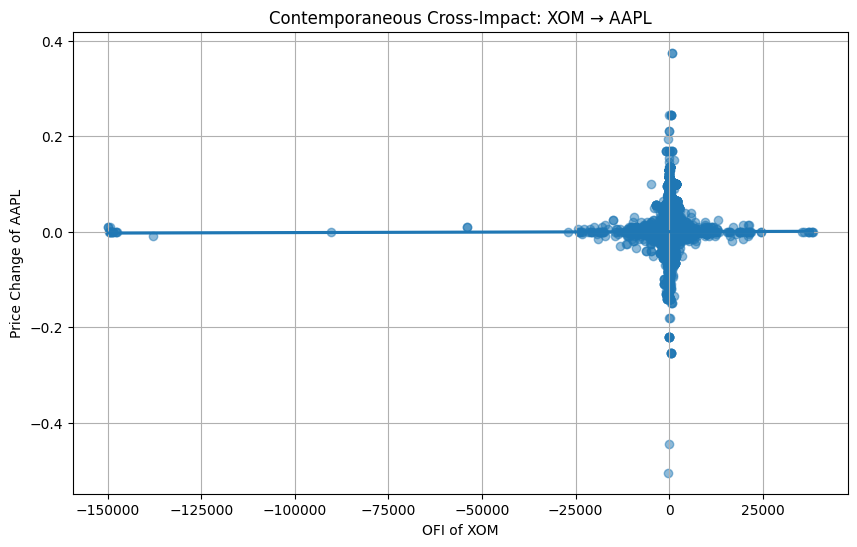 Contemporaneous Cross-Impact: XOM → AAPL
0.4
0.2
0.0
−0.2
−0.4
Price Change of AAPL
−150000 −125000 −100000 −75000 −50000 −25000 0 25000
OFI of XOM